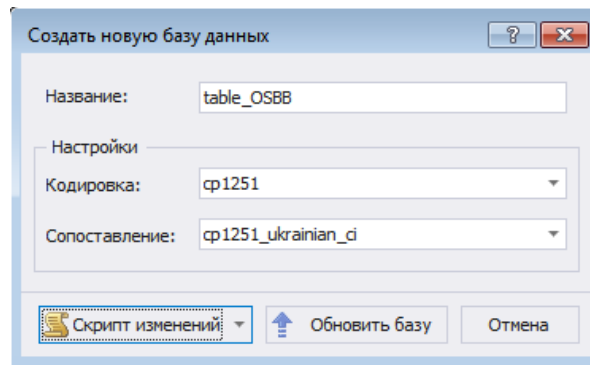 Создать новую базу данных
?
Название: table_OSBB
Настройки
Кодировка: cp1251
Сопоставление: cp1251_ukrainian_ci
Скрипт изменений Обновить базу Отмена